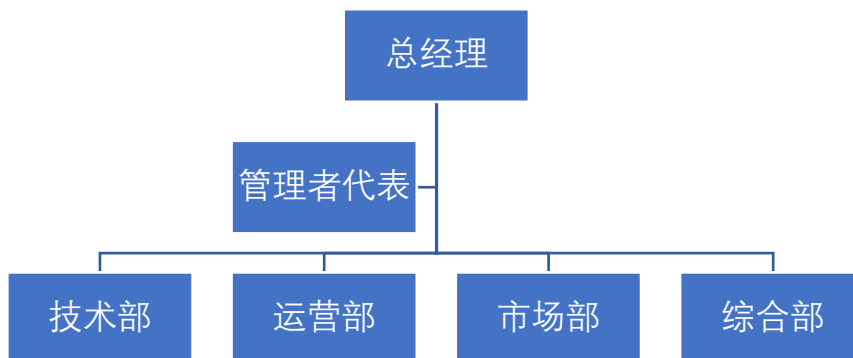 总经理
管理者代表
技术部
运营部
市场部
综合部